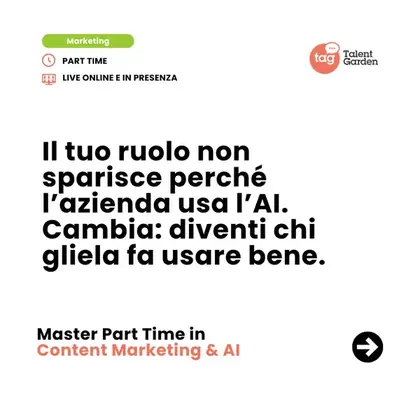 Marketing
PART TIME
LIVE ONLINE E IN PRESENZA
tag
Talent
Garden
Il tuo ruolo non
sparisce perché
l’azienda usa l’AI.
Cambia: diventi chi
gliela fa usare bene.
Master Part Time in
Content Marketing & AI